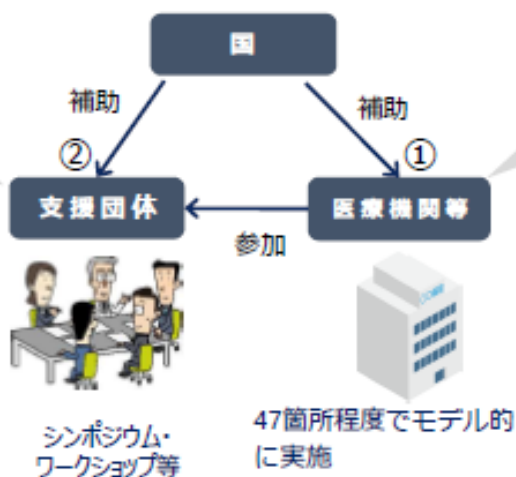 国
補助
補助
②
①
支援団体
医療機関等
参加
シンポジウム・
ワークショップ等
47箇所程度でモデル的
に実施